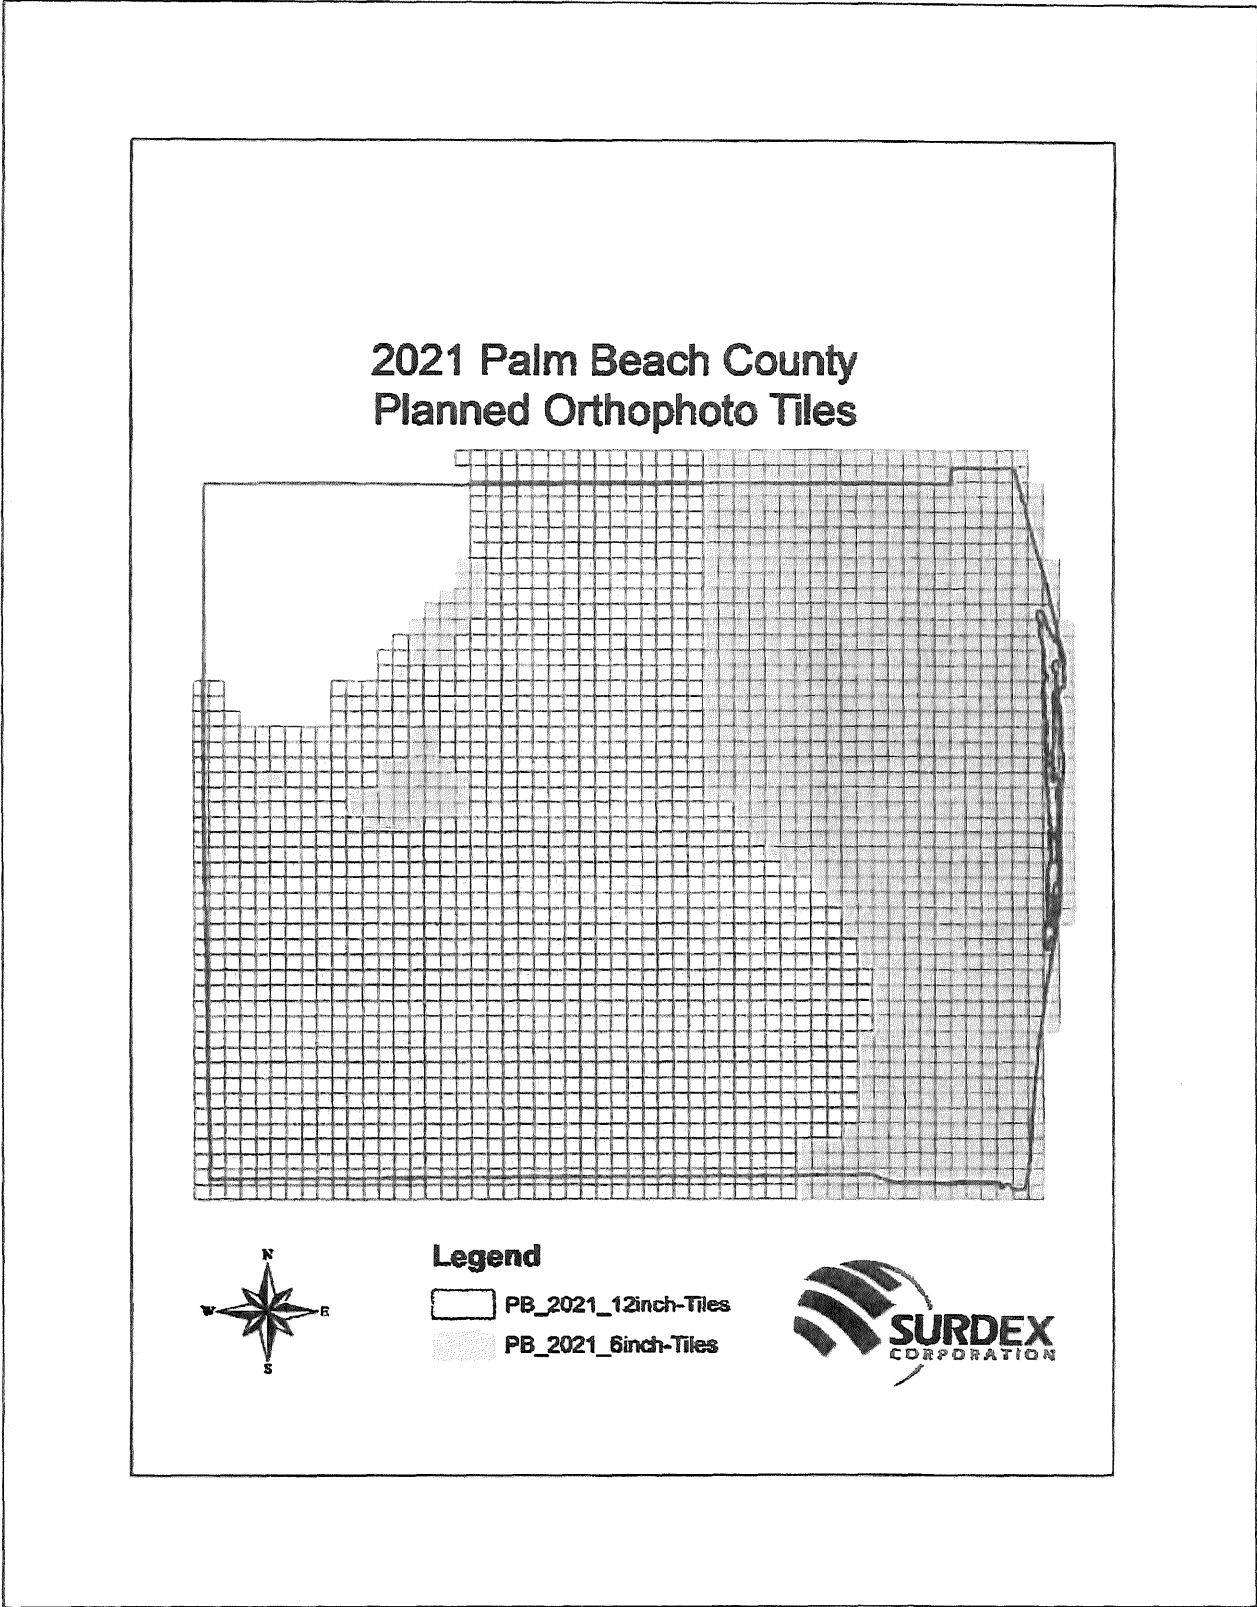 2021 Palm Beach County
Planned Orthophoto Tiles
N
W
E
S
Legend
PB_2021_12inch-Tiles
PB_2021_6inch-Tiles
SURDEX
CORPORATION